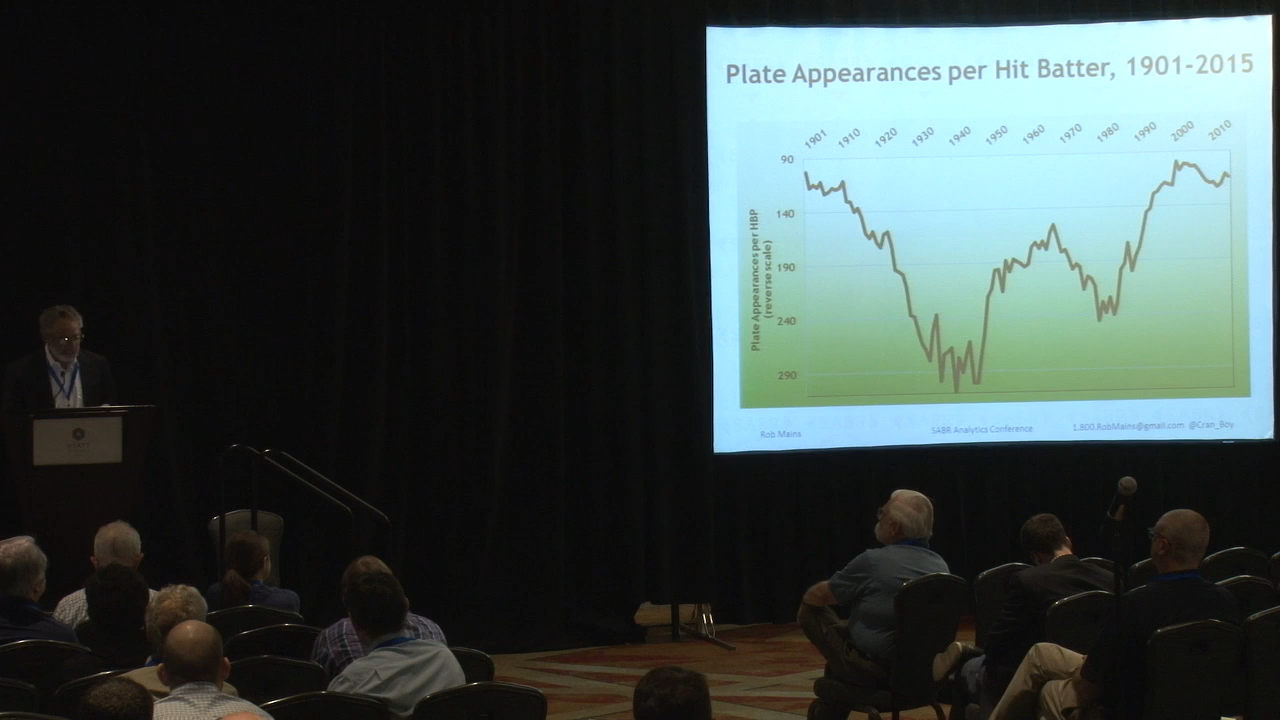 Plate Appearances per Hit Batter, 1901-2015
1901 1910 1920 1930 1940 1950 1960 1970 1980 1990 2000 2010
90
140
190
240
290
Plate Appearances per HBP
(reverse scale)
Rob Mains SABR Analytics Conference 1.800.RobMains@gmail.com @Cran_Boy